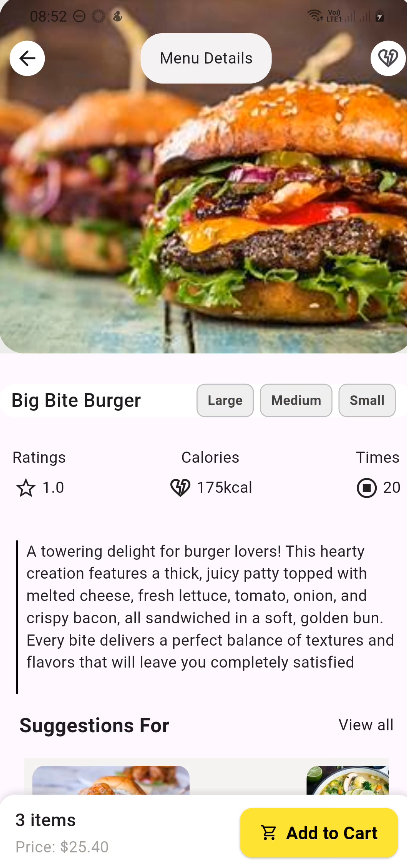 08:52
Vo)
LTE1
Menu Details
Big Bite Burger
Large
Medium
Small
Ratings
Calories
Times
1.0
175kcal
20
A towering delight for burger lovers! This hearty
creation features a thick, juicy patty topped with
melted cheese, fresh lettuce, tomato, onion, and
crispy bacon, all sandwiched in a soft, golden bun.
Every bite delivers a perfect balance of textures and
flavors that will leave you completely satisfied
Suggestions For
View all
3 items
Price: $25.40
Add to Cart